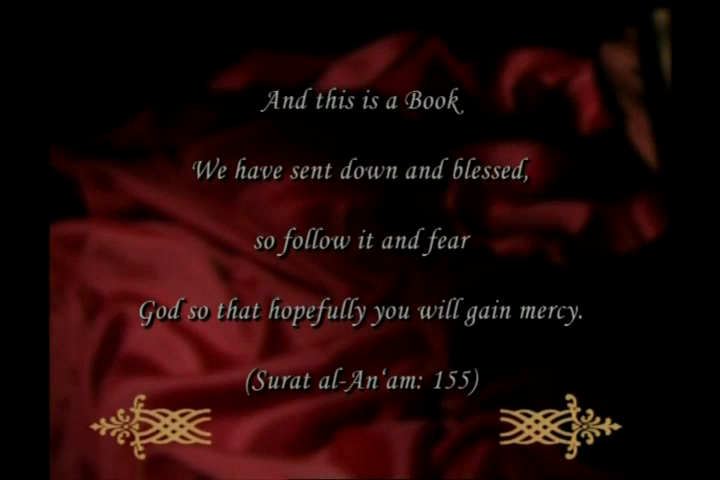 And this is a Book
We have sent down and blessed,
so follow it and fear
God so that hopefully you will gain mercy.
(Surat al-An‘am: 155)